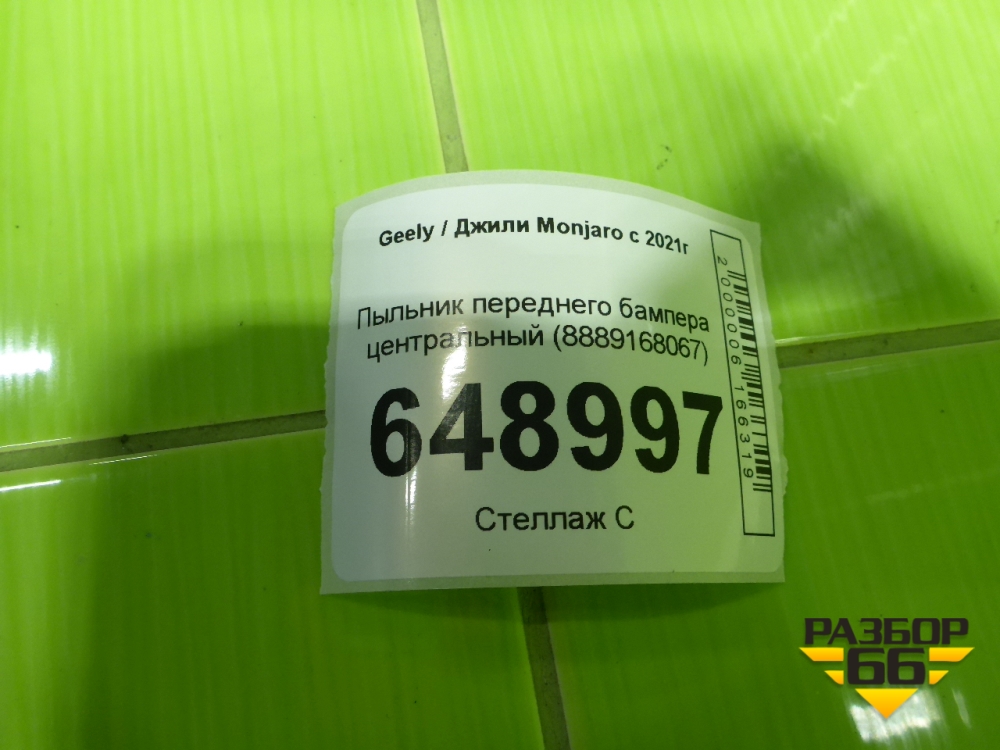 Geely / Джили Monjaro с 2021г
Пыльник переднего бампера
центральный (8889168067)
648997
Стеллаж С
2000006166319
РАЗБОР
66